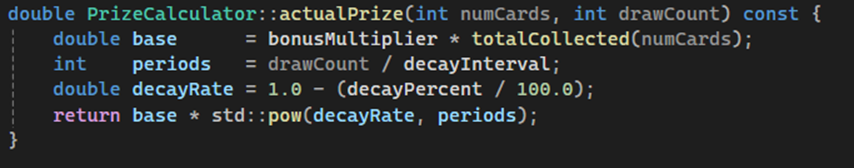 double PrizeCalculator::actualPrize(int numCards, int drawCount) const {
    double base      = bonusMultiplier * totalCollected(numCards);
    int    periods   = drawCount / decayInterval;
    double decayRate = 1.0 - (decayPercent / 100.0);
    return base * std::pow(decayRate, periods);
}